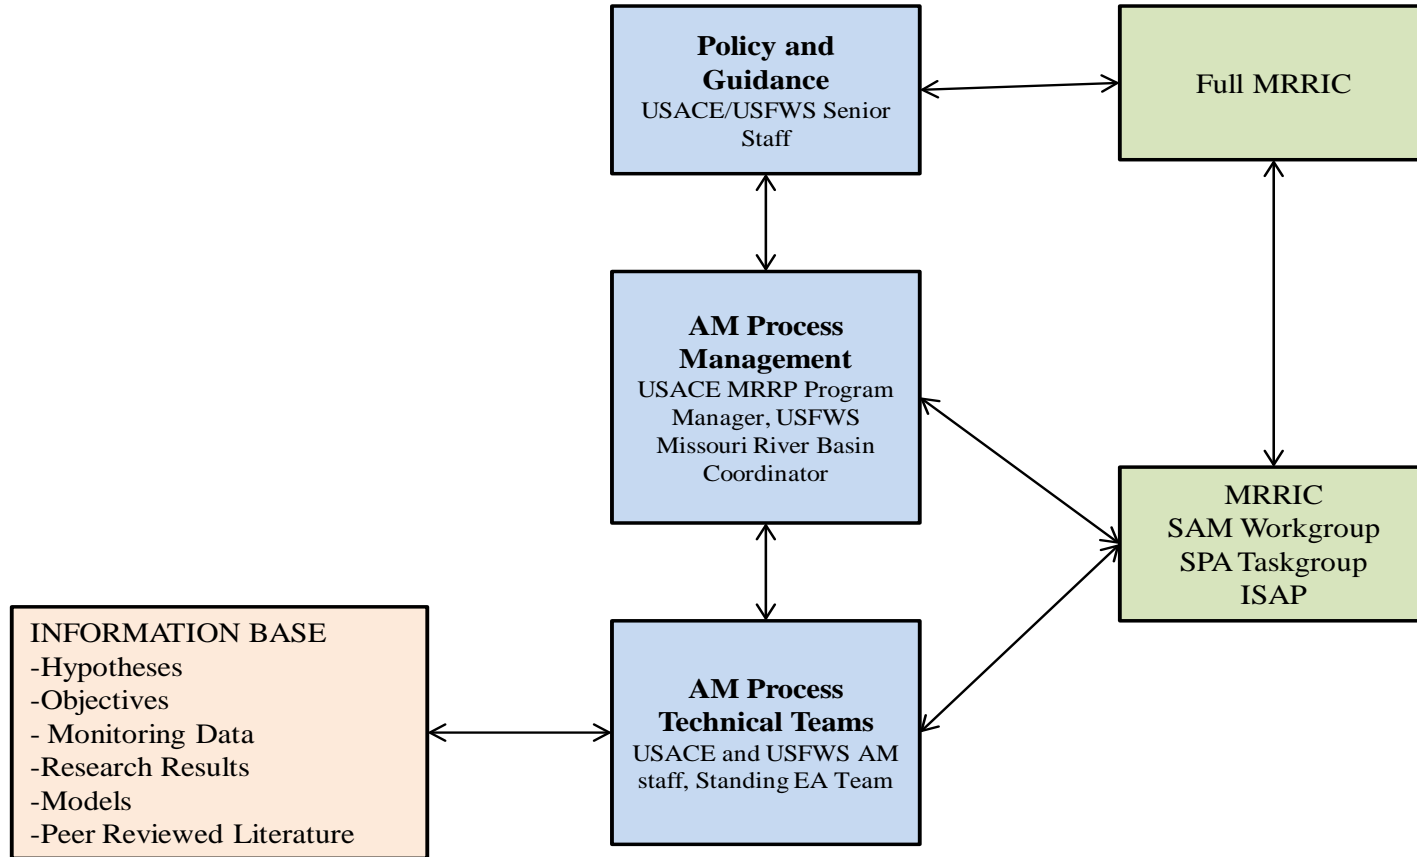 Policy and
Guidance
USACE/USFWS Senior
Staff
Full MRRIC
AM Process
Management
USACE MRRP Program
Manager, USFWS
Missouri River Basin
Coordinator
MRRIC
SAM Workgroup
SPA Taskgroup
ISAP
INFORMATION BASE
-Hypotheses
-Objectives
- Monitoring Data
-Research Results
-Models
-Peer Reviewed Literature
AM Process
Technical Teams
USACE and USFWS AM
staff, Standing EA Team